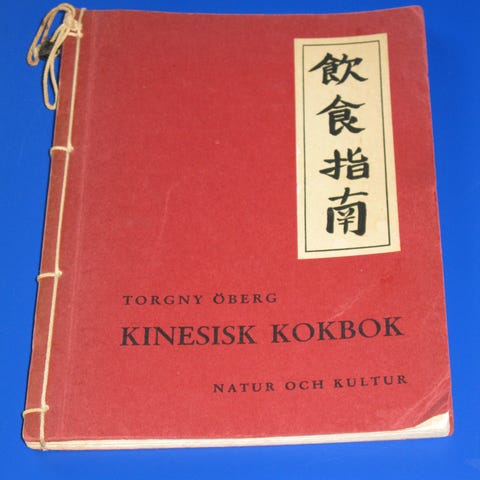 飲食指南
TORGNY ÖBERG
KINESISK KOKBOK
NATUR OCH KULTUR